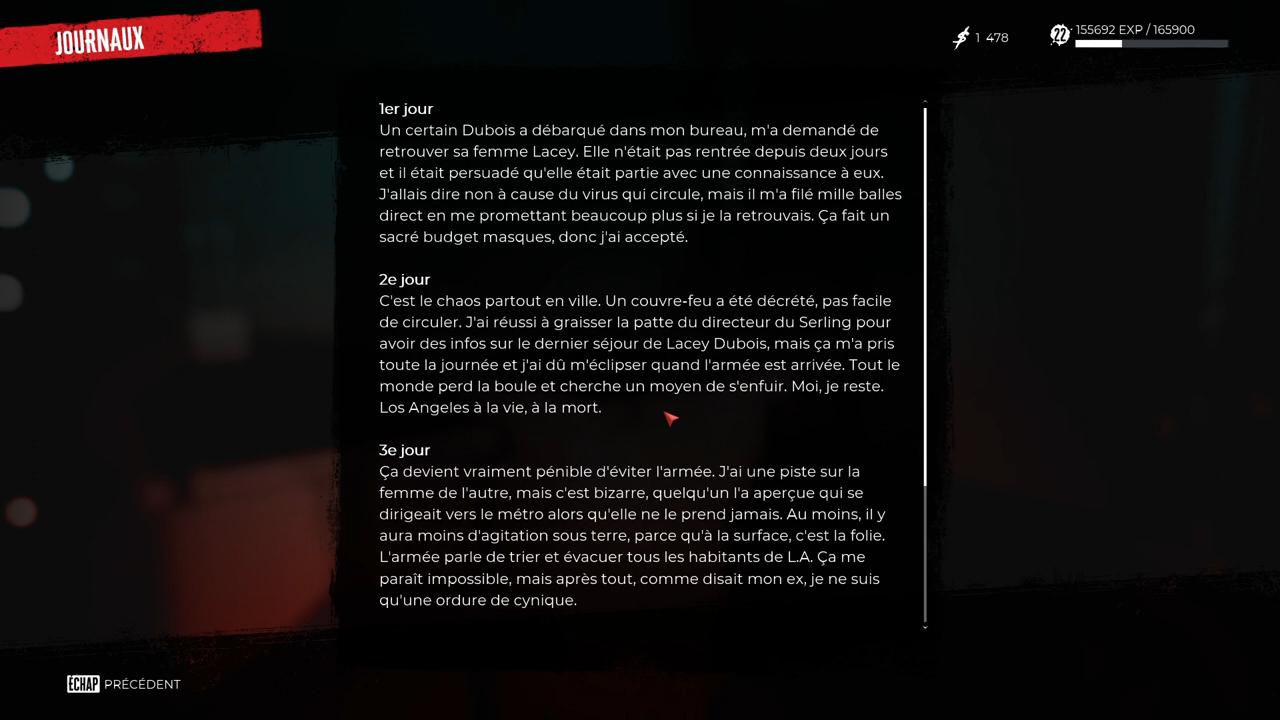 JOURNAUX
1 478
22
155692 EXP / 165900
1er jour
Un certain Dubois a débarqué dans mon bureau, m'a demandé de
retrouver sa femme Lacey. Elle n'était pas rentrée depuis deux jours
et il était persuadé qu'elle était partie avec une connaissance à eux.
J'allais dire non à cause du virus qui circule, mais il m'a filé mille balles
direct en me promettant beaucoup plus si je la retrouvais. Ça fait un
sacré budget masques, donc j'ai accepté.
2e jour
C'est le chaos partout en ville. Un couvre-feu a été décrété, pas facile
de circuler. J'ai réussi à graisser la patte du directeur du Serling pour
avoir des infos sur le dernier séjour de Lacey Dubois, mais ça m'a pris
toute la journée et j'ai dû m'éclipser quand l'armée est arrivée. Tout le
monde perd la boule et cherche un moyen de s'enfuir. Moi, je reste.
Los Angeles à la vie, à la mort.
3e jour
Ça devient vraiment pénible d'éviter l'armée. J'ai une piste sur la
femme de l'autre, mais c'est bizarre, quelqu'un l'a aperçue qui se
dirigeait vers le métro alors qu'elle ne le prend jamais. Au moins, il y
aura moins d'agitation sous terre, parce qu'à la surface, c'est la folie.
L'armée parle de trier et évacuer tous les habitants de L.A. Ça me
paraît impossible, mais après tout, comme disait mon ex, je ne suis
qu'une ordure de cynique.
ÉCHAP PRÉCÉDENT